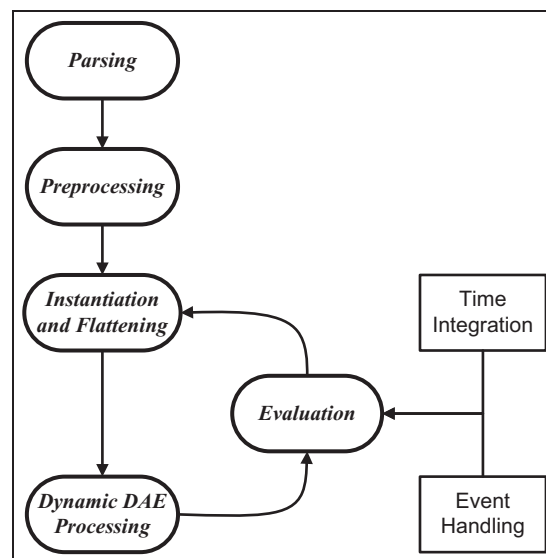 Parsing
Preprocessing
Instantiation
and Flattening
Time
Integration
Evaluation
Dynamic DAE
Processing
Event
Handling